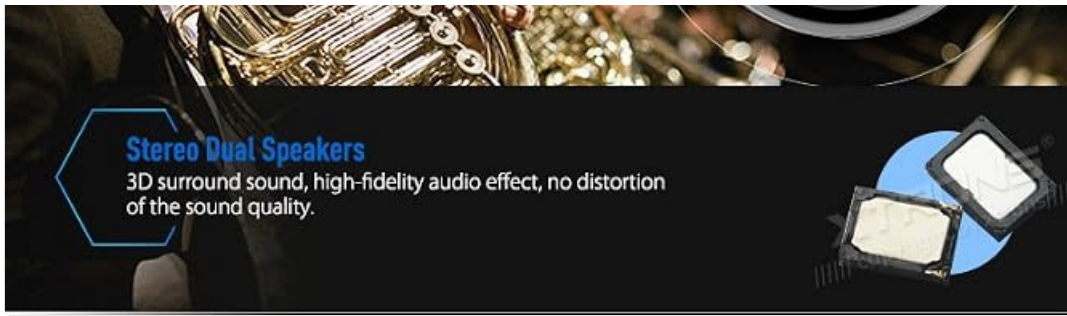 Stereo Dual Speakers
3D surround sound, high-fidelity audio effect, no distortion
of the sound quality.